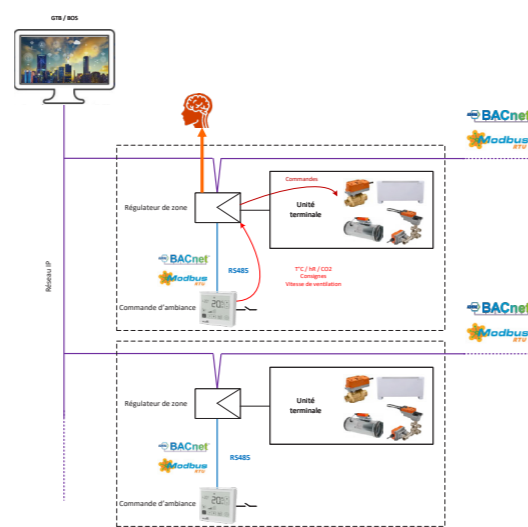 GTB / BOS
BACnet
Modbus
RTU
Commandes
Régulateur de zone
Unité
terminale
BACnet
Modbus
RTU
RS485
T°C / hR / CO2
Consignes
Vitesse de ventilation
Réseau IP
Commande d'ambiance
BACnet
Modbus
RTU
Régulateur de zone
Unité
terminale
BACnet
Modbus
RTU
RS485
Commande d'ambiance